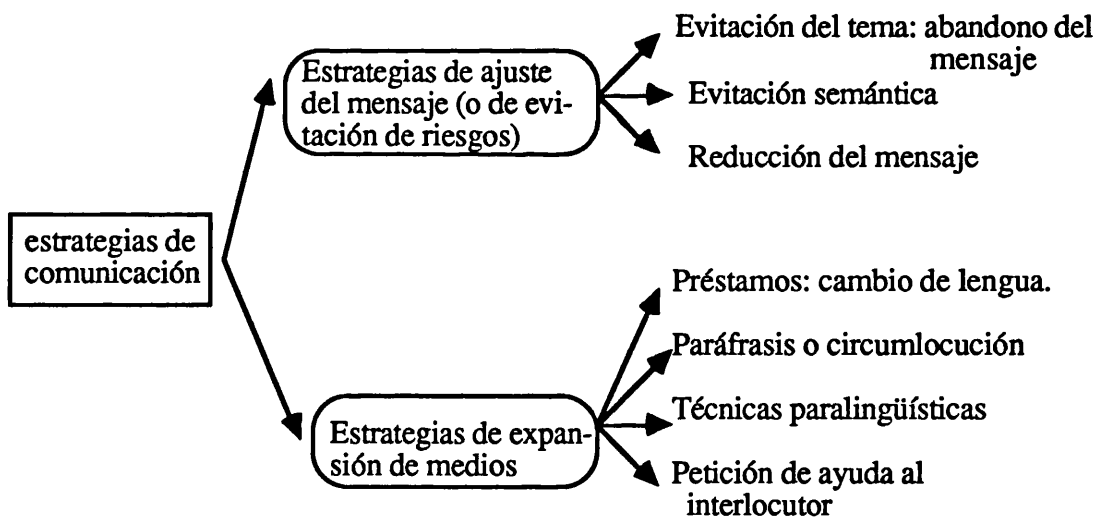 Evitación del tema: abandono del
mensaje
Estrategias de ajuste
del mensaje (o de evi-
tación de riesgos)
Evitación semántica
Reducción del mensaje
estrategias de
comunicación
Préstamos: cambio de lengua.
Paráfrasis o circumlocución
Técnicas paralingüísticas
Estrategias de expan-
sión de medios
Petición de ayuda al
interlocutor